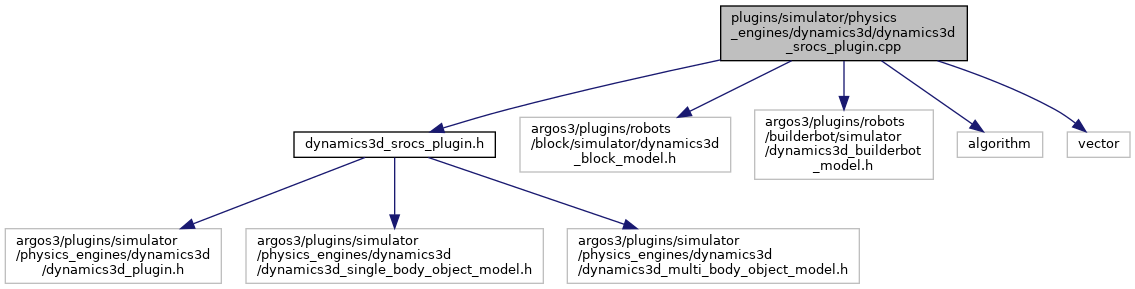 plugins/simulator/physics
_engines/dynamics3d/dynamics3d
_srocs_plugin.cpp
dynamics3d_srocs_plugin.h
argos3/plugins/robots
/block/simulator/dynamics3d
_block_model.h
argos3/plugins/robots
/builderbot/simulator
/dynamics3d_builderbot
_model.h
algorithm
vector
argos3/plugins/simulator
/physics_engines/dynamics3d
/dynamics3d_plugin.h
argos3/plugins/simulator
/physics_engines/dynamics3d
/dynamics3d_single_body_object_model.h
argos3/plugins/simulator
/physics_engines/dynamics3d
/dynamics3d_multi_body_object_model.h